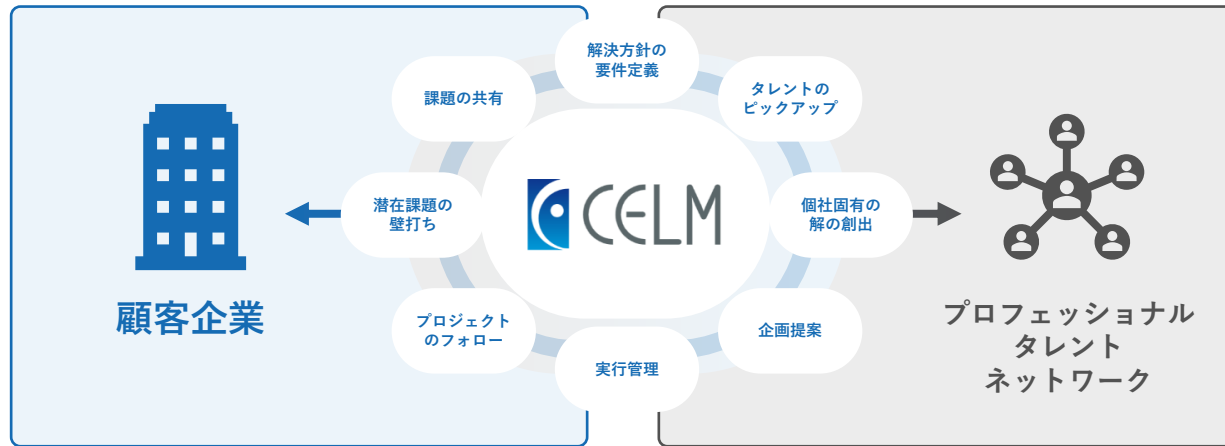 解決方針の
要件定義
課題の共有
タレントの
ピックアップ
潜在課題の
壁打ち
CELM
個社固有の
解の創出
顧客企業
プロフェッショナル
タレント
ネットワーク
プロジェクト
のフォロー
企画提案
実行管理